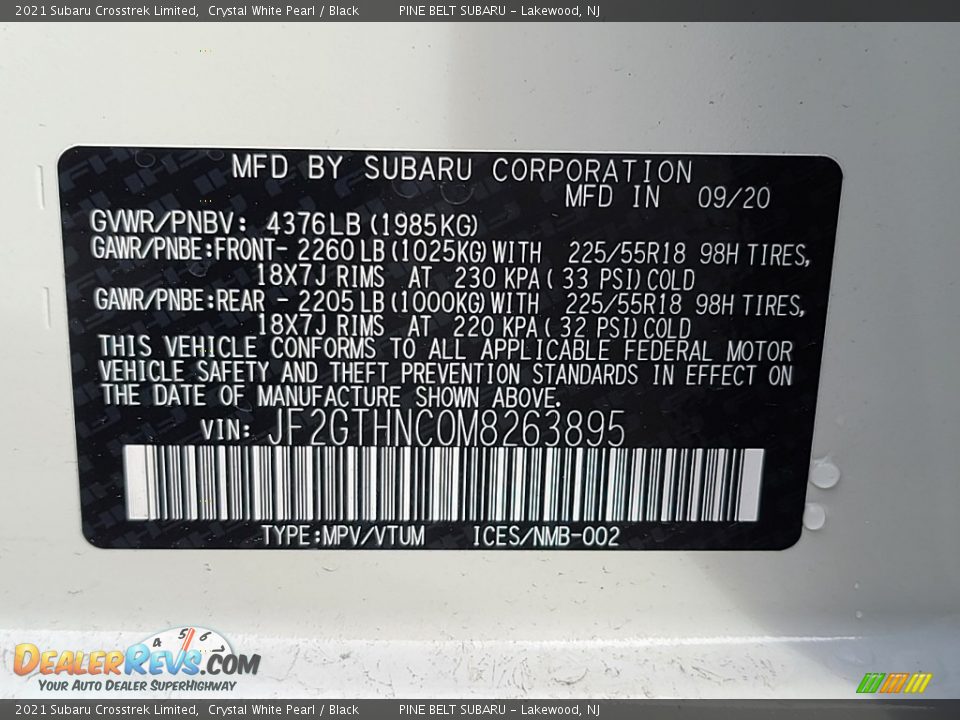 2021 Subaru Crosstrek Limited, Crystal White Pearl / Black PINE BELT SUBARU - Lakewood, NJ
MFD BY SUBARU CORPORATION
MFD IN 09/20
GVWR/PNBV: 4376LB (1985KG)
GAWR/PNBE:FRONT- 2260 LB (1025KG) WITH 225/55R18 98H TIRES,
18X7J RIMS AT 230 KPA ( 33 PSI) COLD
GAWR/PNBE:REAR - 2205 LB (1000KG) WITH 225/55R18 98H TIRES,
18X7J RIMS AT 220 KPA ( 32 PSI) COLD
THIS VEHICLE CONFORMS TO ALL APPLICABLE FEDERAL MOTOR
VEHICLE SAFETY AND THEFT PREVENTION STANDARDS IN EFFECT ON
THE DATE OF MANUFACTURE SHOWN ABOVE.
VIN: JF2GTHNC0M8263895
TYPE:MPV/VTUM ICES/NMB-002
4 5 6
DEALERREVS.COM
YOUR AUTO DEALER SUPERHIGHWAY
2021 Subaru Crosstrek Limited, Crystal White Pearl / Black PINE BELT SUBARU - Lakewood, NJ